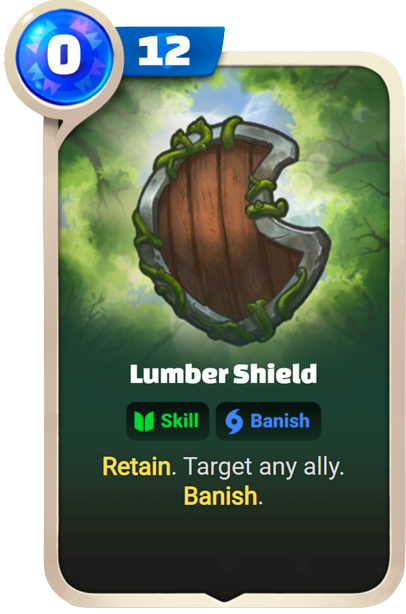 0
12
Lumber Shield
Skill Banish
Retain. Target any ally.
Banish.